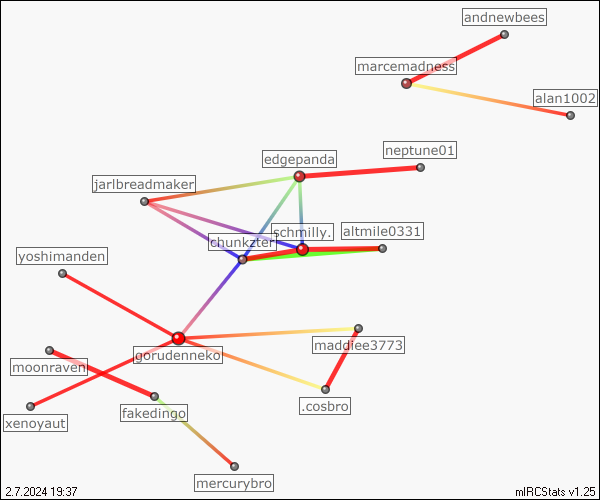 andnewbees
marcemadness
alan1002
neptune01
edgepanda
jarlbreadmaker
schmilly.
altmile0331
chunkzter
yoshimanden
maddiee3773
gorudenneko
moonraven
.cosbro
fakedingo
xenoyaut
mercurybro
2.7.2024 19:37
mIRCStats v1.25